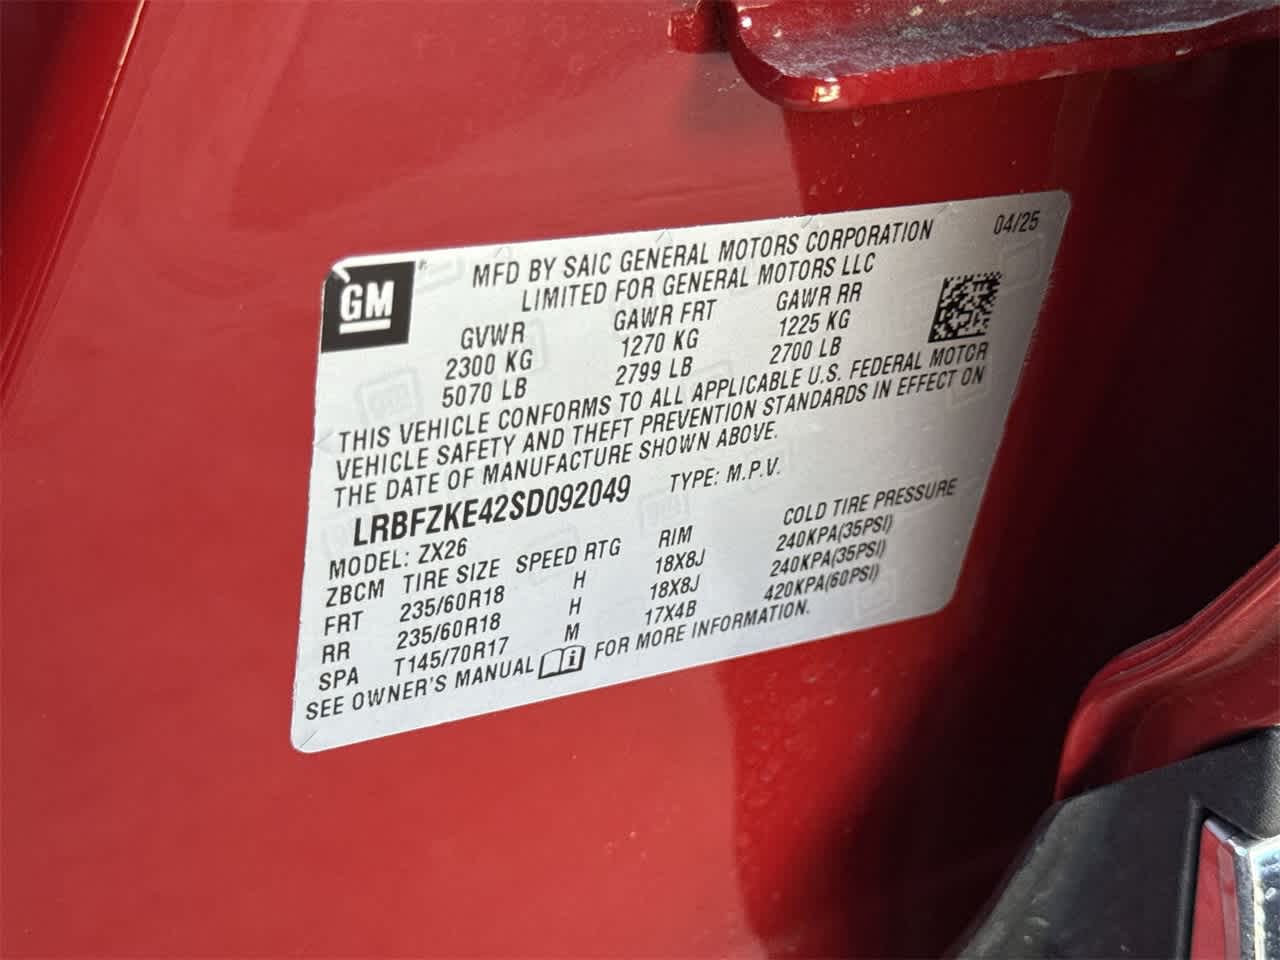 GM
MFD BY SAIC GENERAL MOTORS CORPORATION 04/25
LIMITED FOR GENERAL MOTORS LLC
GVWR GAWR FRT GAWR RR
2300 KG 1270 KG 1225 KG
5070 LB 2799 LB 2700 LB
THIS VEHICLE CONFORMS TO ALL APPLICABLE U.S. FEDERAL MOTOR
VEHICLE SAFETY AND THEFT PREVENTION STANDARDS IN EFFECT ON
THE DATE OF MANUFACTURE SHOWN ABOVE.
LRBFZKE42SD092049 TYPE: M.P.V.
MODEL: ZX26
ZBCM TIRE SIZE SPEED RTG RIM COLD TIRE PRESSURE
FRT 235/60R18 H 18X8J 240KPA(35PSI)
RR 235/60R18 H 18X8J 240KPA(35PSI)
SPA T145/70R17 M 17X4B 420KPA(60PSI)
SEE OWNER'S MANUAL FOR MORE INFORMATION.